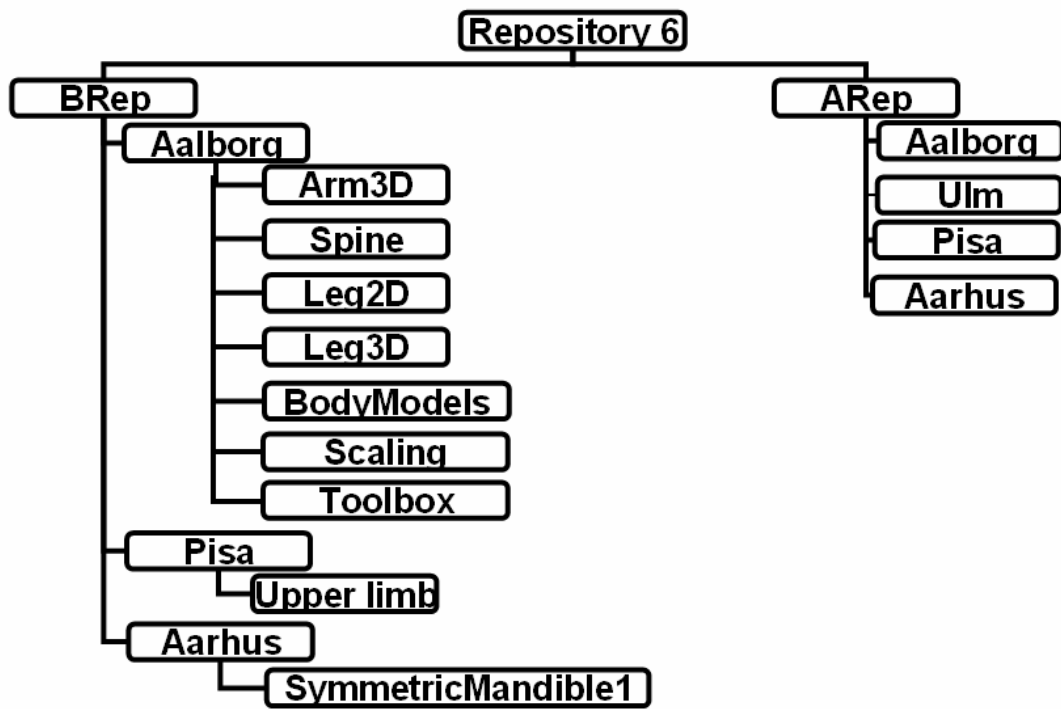 Repository 6
BRep
ARep
Aalborg
Arm3D
Spine
Leg2D
Leg3D
BodyModels
Scaling
Toolbox
Pisa
Upper limb
Aarhus
SymmetricMandible1
Aalborg
Ulm
Pisa
Aarhus